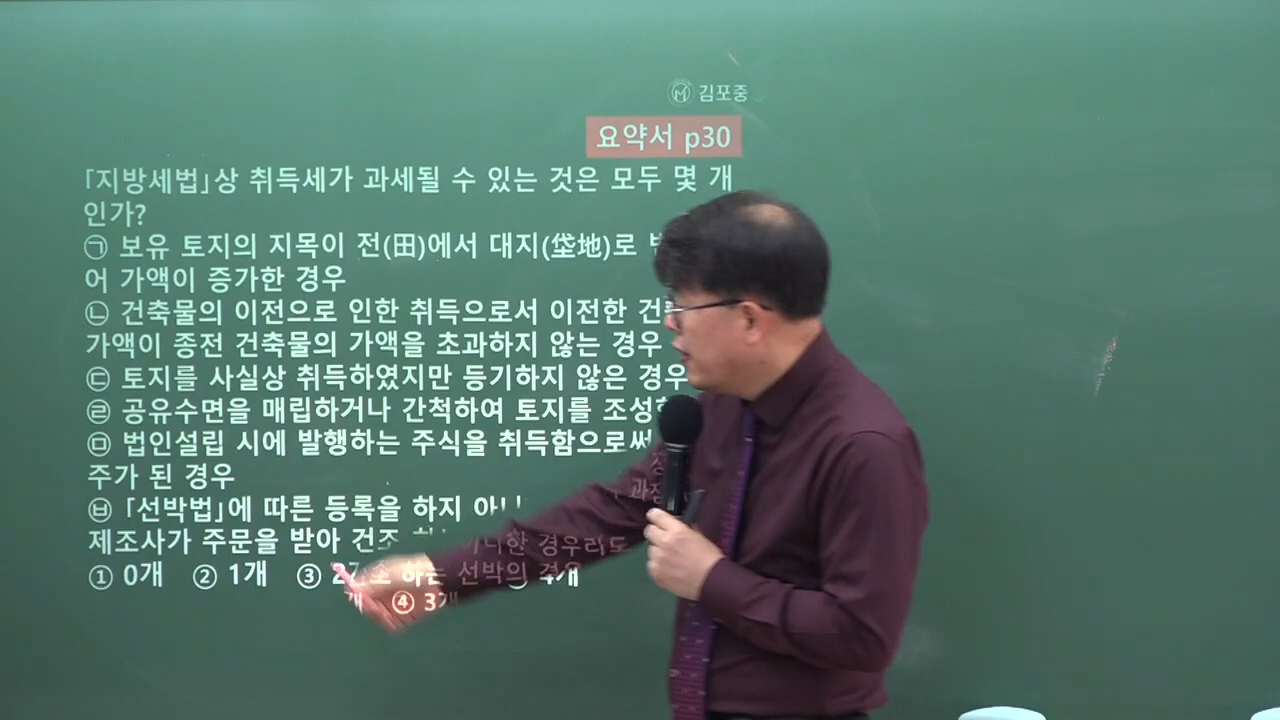 김포중
요약서 p30
「지방세법」상 취득세가 과세될 수 있는 것은 모두 몇 개
인가?
㉠ 보유 토지의 지목이 전(田)에서 대지(垈地)로
어 가액이 증가한 경우
㉡ 건축물의 이전으로 인한 취득으로서 이전한
가액이 종전 건축물의 가액을 초과하지 않는 경우
㉢ 토지를 사실상 취득하였지만 등기하지 않은 경우
㉣ 공유수면을 매립하거나 간척하여 토지를
㉤ 법인설립 시에 발행하는 주식을 취득함으로써
주가 된 경우
㉥ 「선박법」에 따른 등록을 하지
제조사가 주문을 받아 건조 하는 선박의
① 0개 ② 1개 ③ 4개
④ 3개